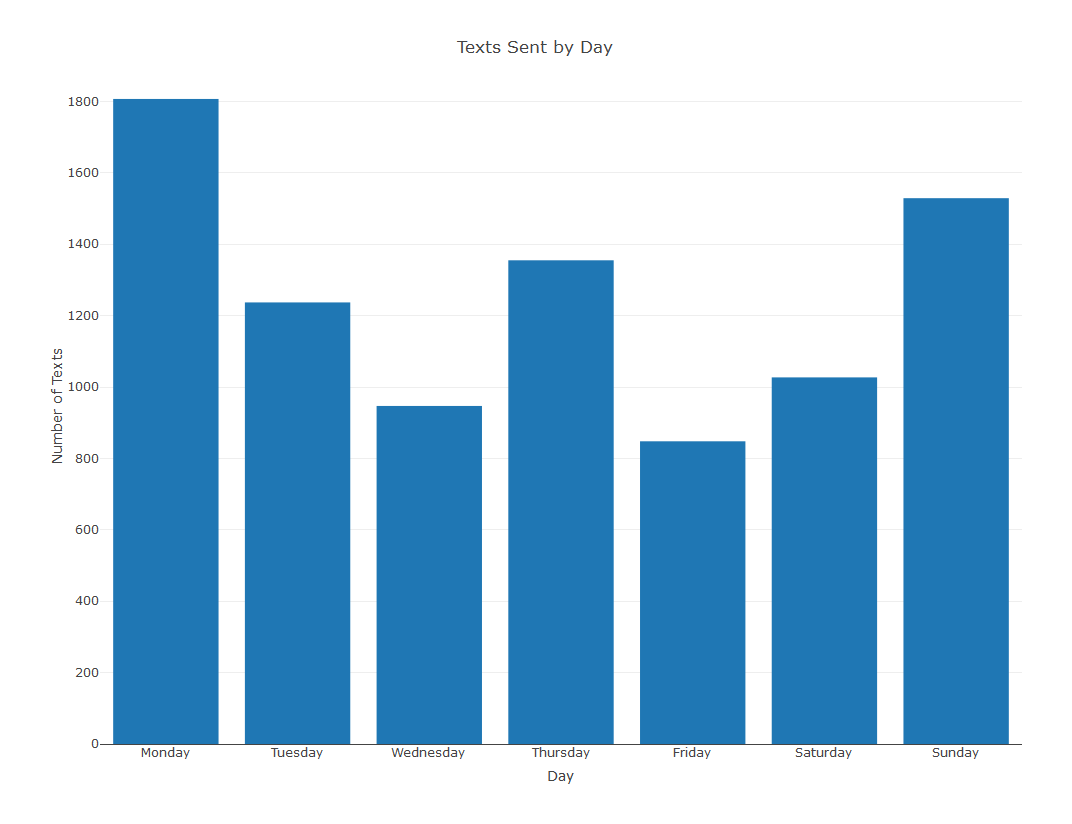 Texts Sent by Day
Number of Texts
1800
1600
1400
1200
1000
800
600
400
200
0
Monday Tuesday Wednesday Thursday Friday Saturday Sunday
Day